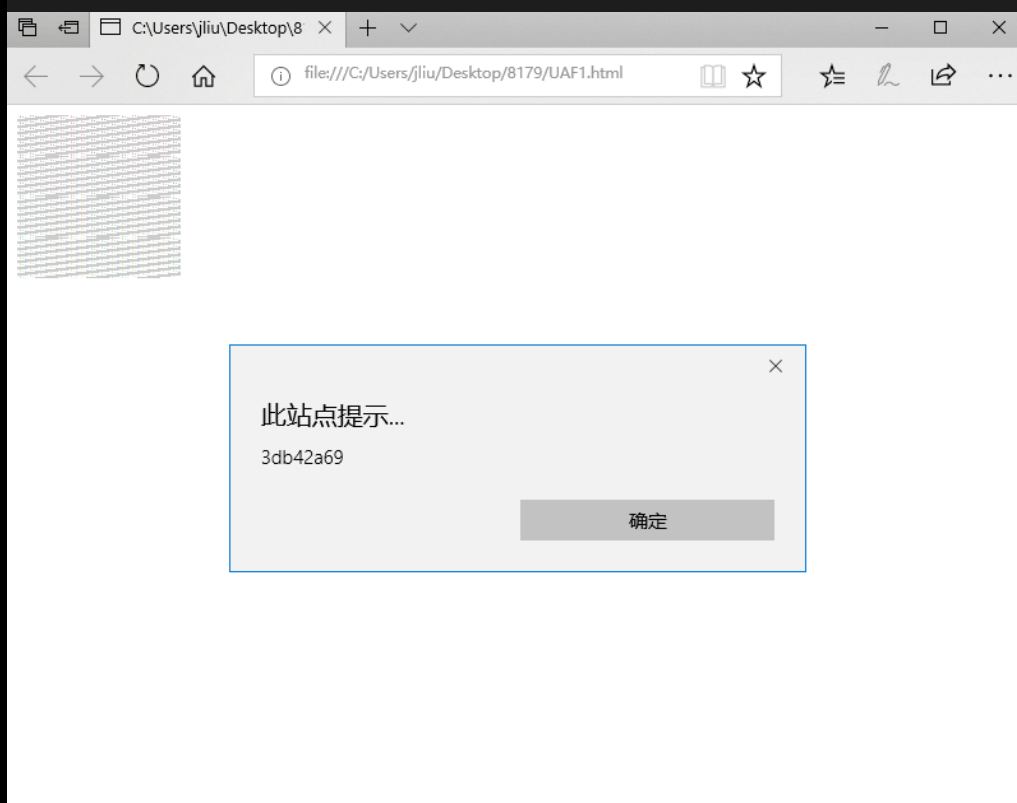 C:\Users\jliu\Desktop\8
file:///C:/Users/jliu/Desktop/8179/UAF1.html
此站点提示...
3db42a69
确定